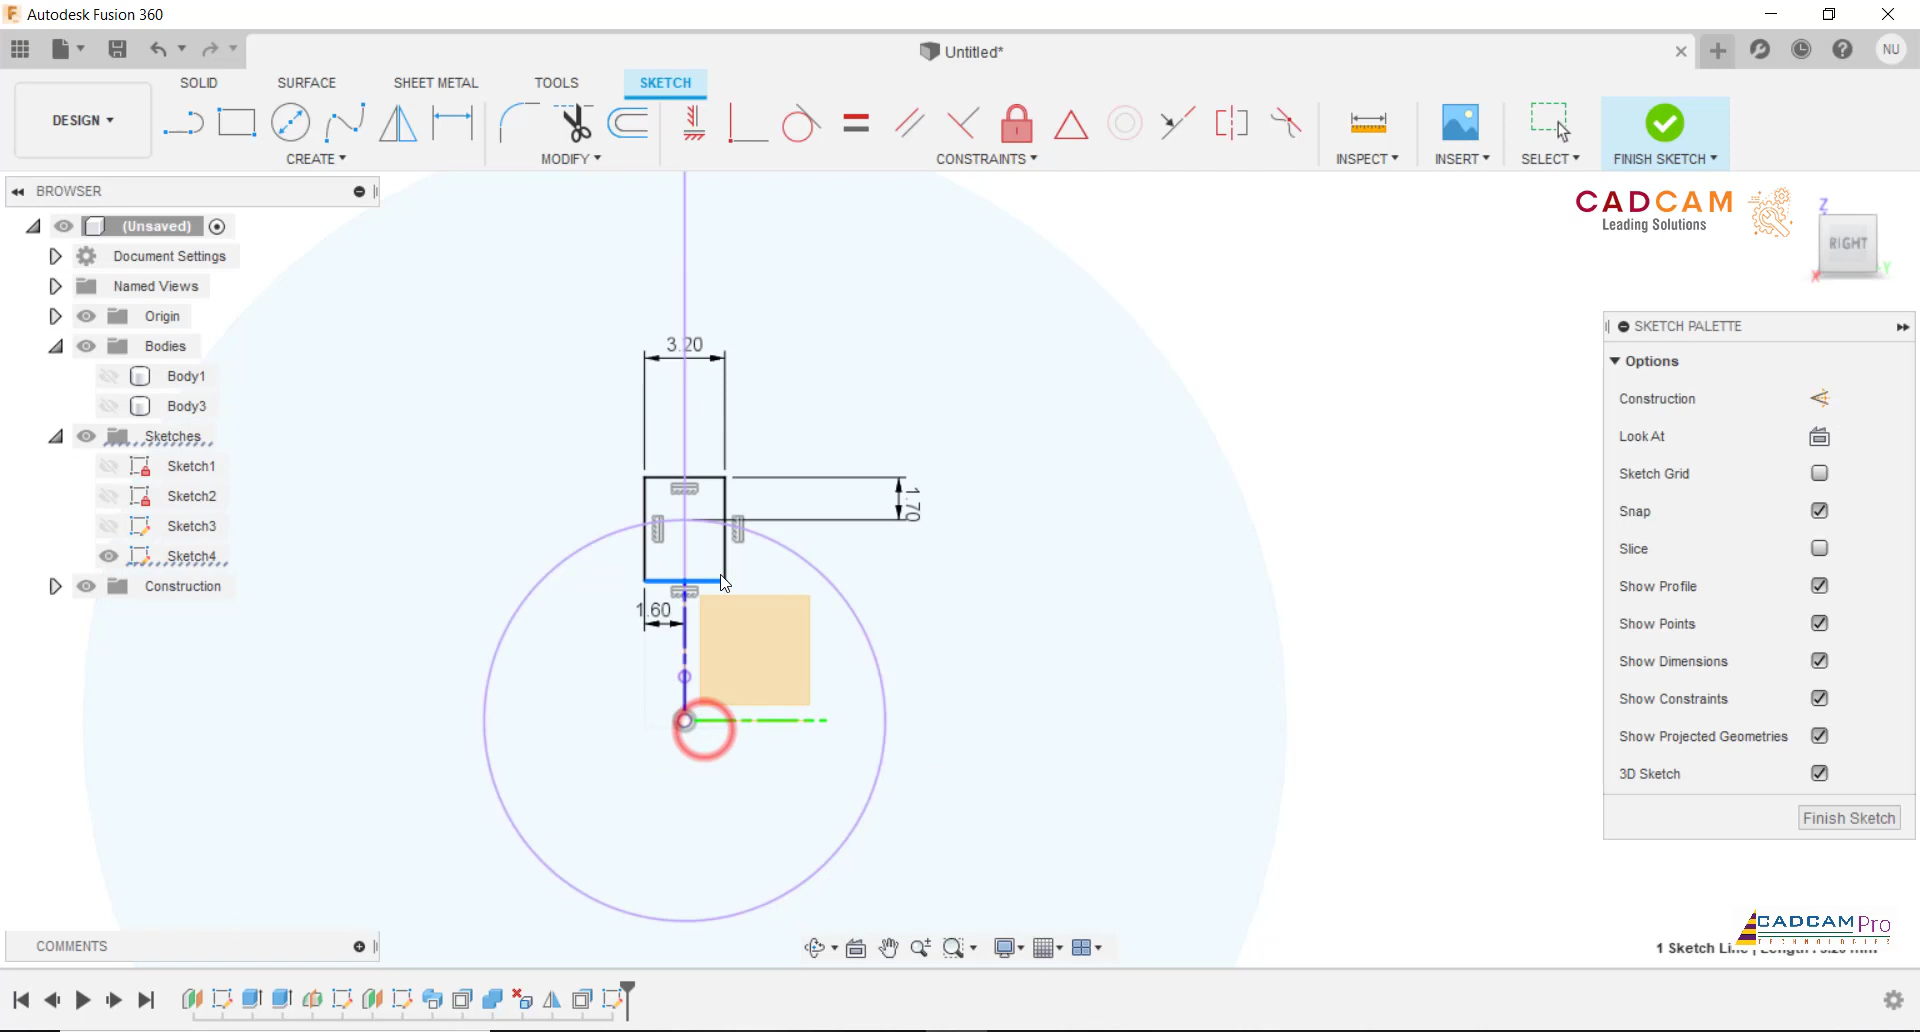 Autodesk Fusion 360
Untitled*
NU
SOLID SURFACE SHEET METAL TOOLS SKETCH
DESIGN
CREATE MODIFY CONSTRAINTS INSPECT INSERT SELECT FINISH SKETCH
BROWSER
(Unsaved)
Document Settings
Named Views
Origin
Bodies
Body1
Body3
Sketches
Sketch1
Sketch2
Sketch3
Sketch4
Construction
3.20
1.70
1.60
CADCAM
Leading Solutions
Z
RIGHT
X
Y
SKETCH PALETTE
Options
Construction
Look At
Sketch Grid
Snap
Slice
Show Profile
Show Points
Show Dimensions
Show Constraints
Show Projected Geometries
3D Sketch
Finish Sketch
CADCAM Pro
TECHNOLOGIES
1 Sketch
COMMENTS